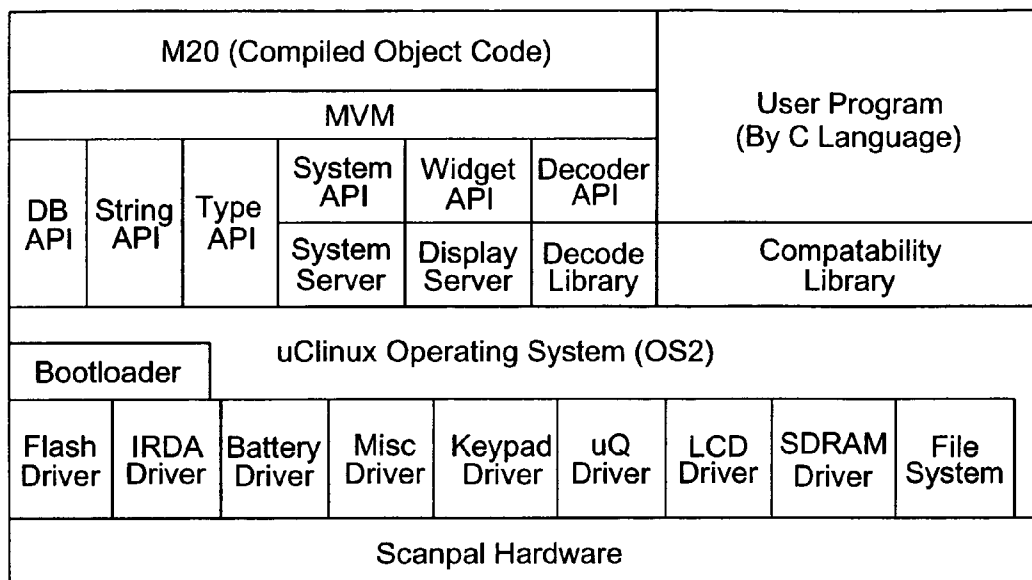 M20 (Compiled Object Code)
User Program
(By C Language)
MVM
DB
API
String
API
Type
API
System
API
Widget
API
Decoder
API
System
Server
Display
Server
Decode
Library
Compatability
Library
uClinux Operating System (OS2)
Bootloader
Flash
Driver
IRDA
Driver
Battery
Driver
Misc
Driver
Keypad
Driver
uQ
Driver
LCD
Driver
SDRAM
Driver
File
System
Scanpal Hardware